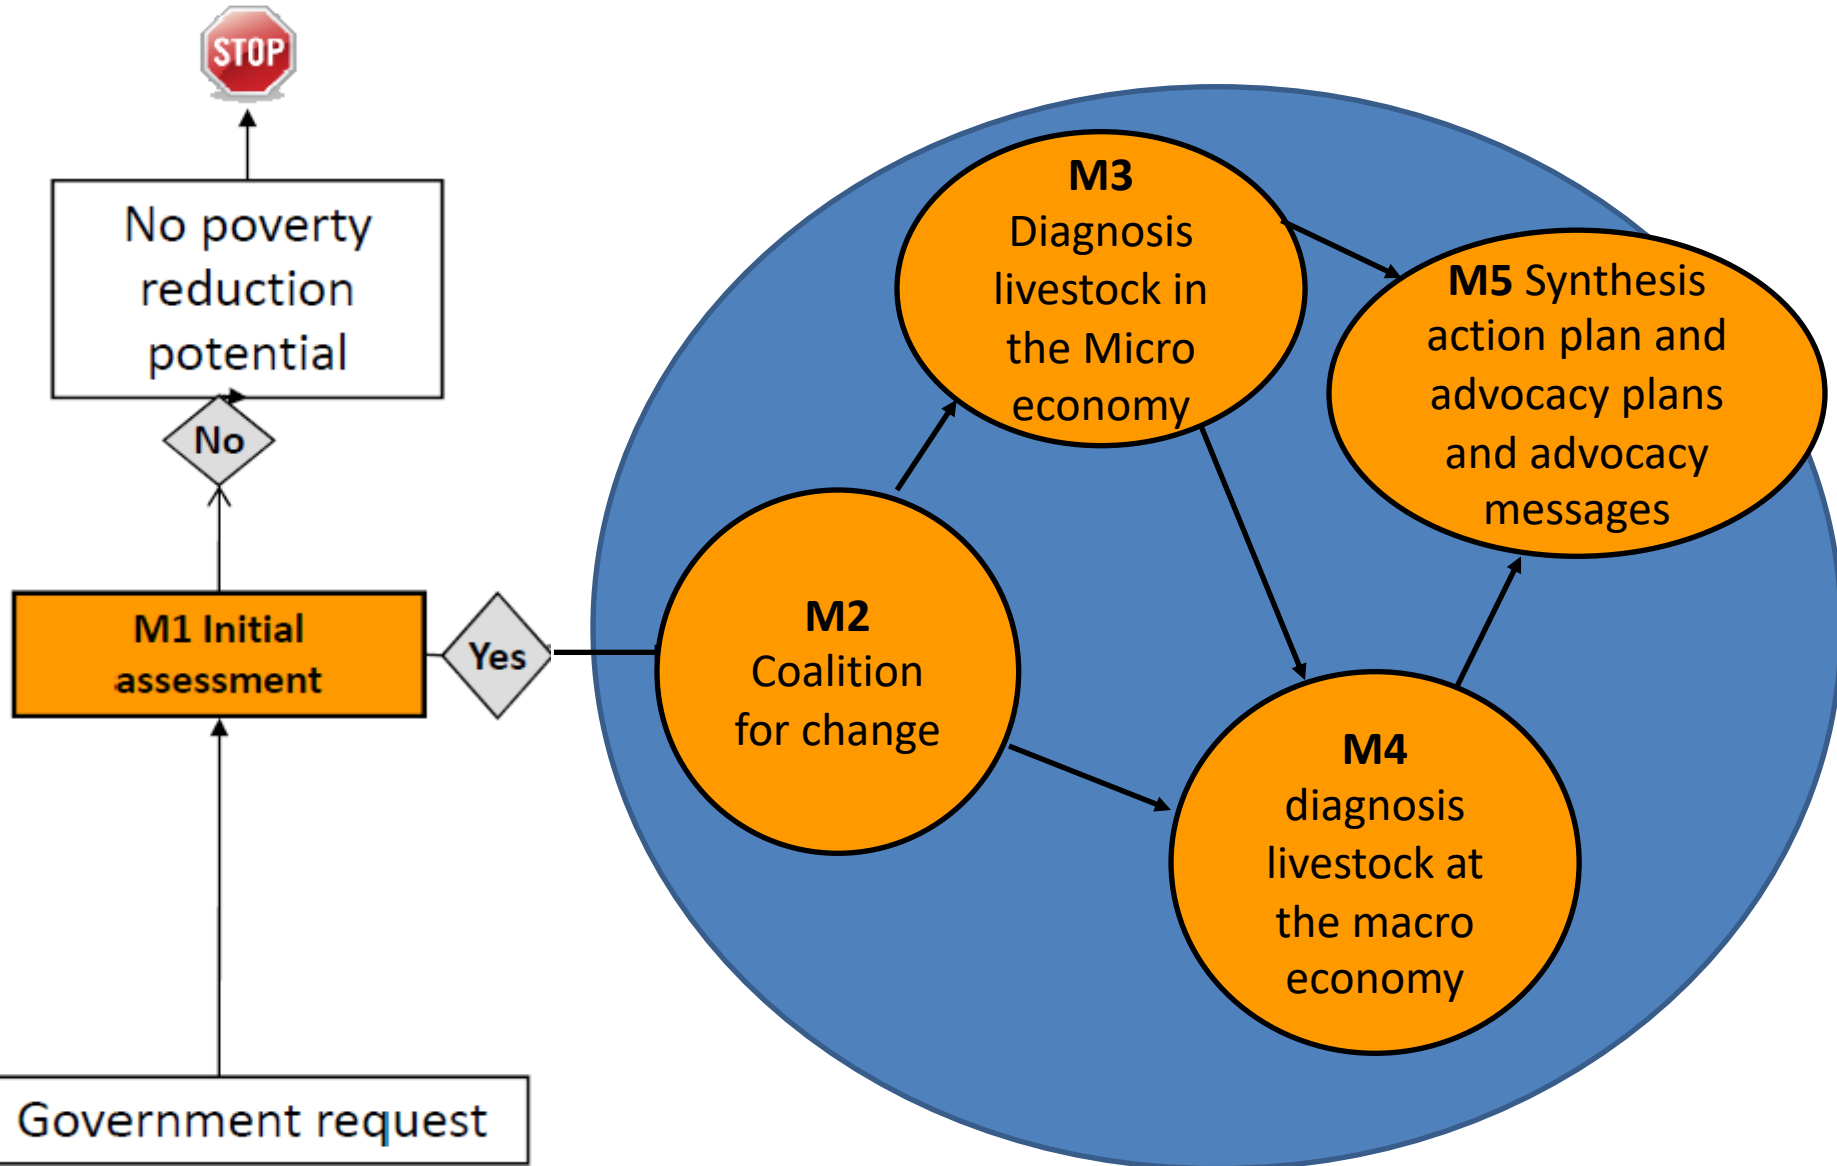 STOP
No poverty
reduction
potential
No
M1 Initial
assessment
Yes
Government request
M2
Coalition
for change
M3
Diagnosis
livestock in
the Micro
economy
M4
diagnosis
livestock at
the macro
economy
M5 Synthesis
action plan and
advocacy plans
and advocacy
messages